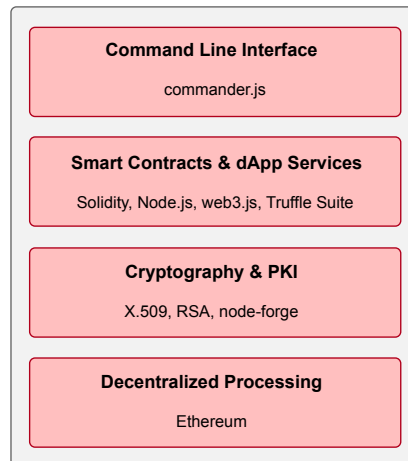 Command Line Interface
commander.js
Smart Contracts & dApp Services
Solidity, Node.js, web3.js, Truffle Suite
Cryptography & PKI
X.509, RSA, node-forge
Decentralized Processing
Ethereum